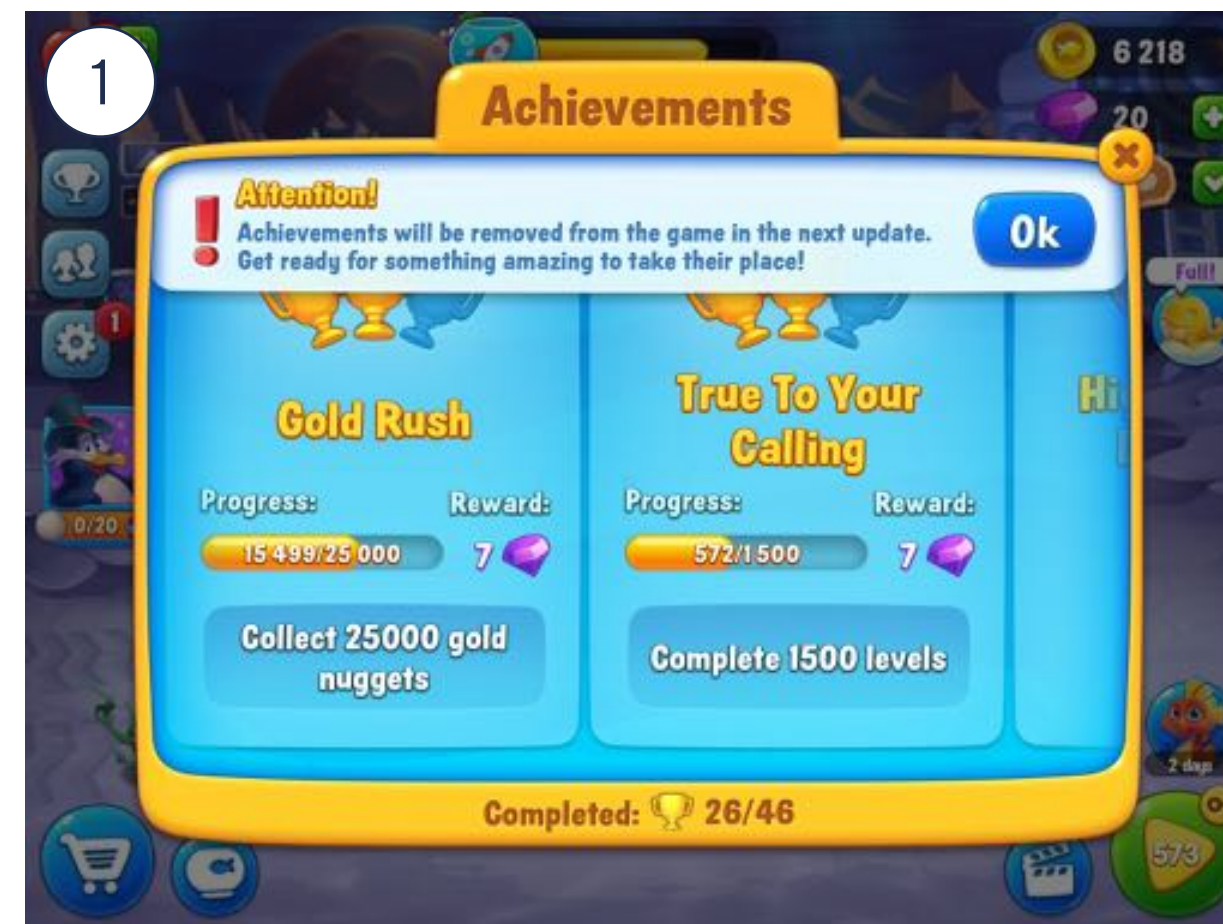 1
6 218
Achievements
20
Attention!
Achievements will be removed from the game in the next update.
Get ready for something amazing to take their place!
Ok
Full!
1
Gold Rush
True To Your
Calling
Hi
Progress:
Reward:
Progress:
Reward:
0/20
15 499/25 000
7
572/1 500
7
Collect 25000 gold
nuggets
Complete 1500 levels
2 days
Completed: 26/46
573